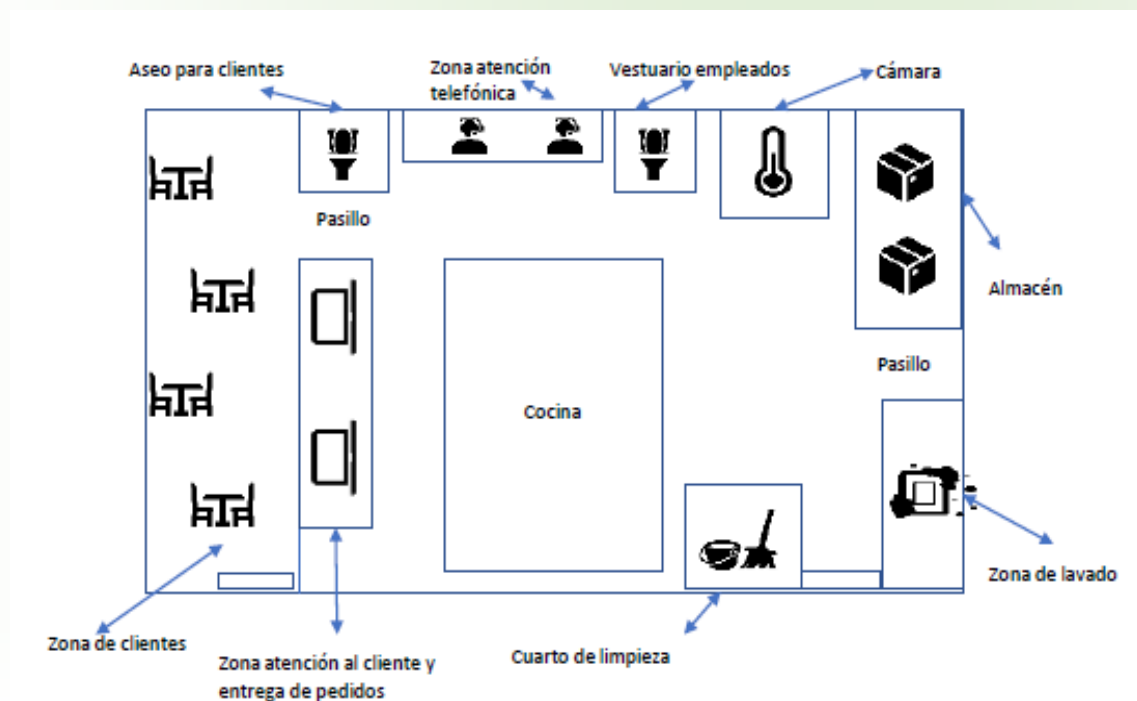 Aseo para clientes
Zona atención
telefónica
Vestuario empleados
Cámara
Pasillo
Almacén
Pasillo
Cocina
Zona de lavado
Zona de clientes
Zona atención al cliente y
entrega de pedidos
Cuarto de limpieza